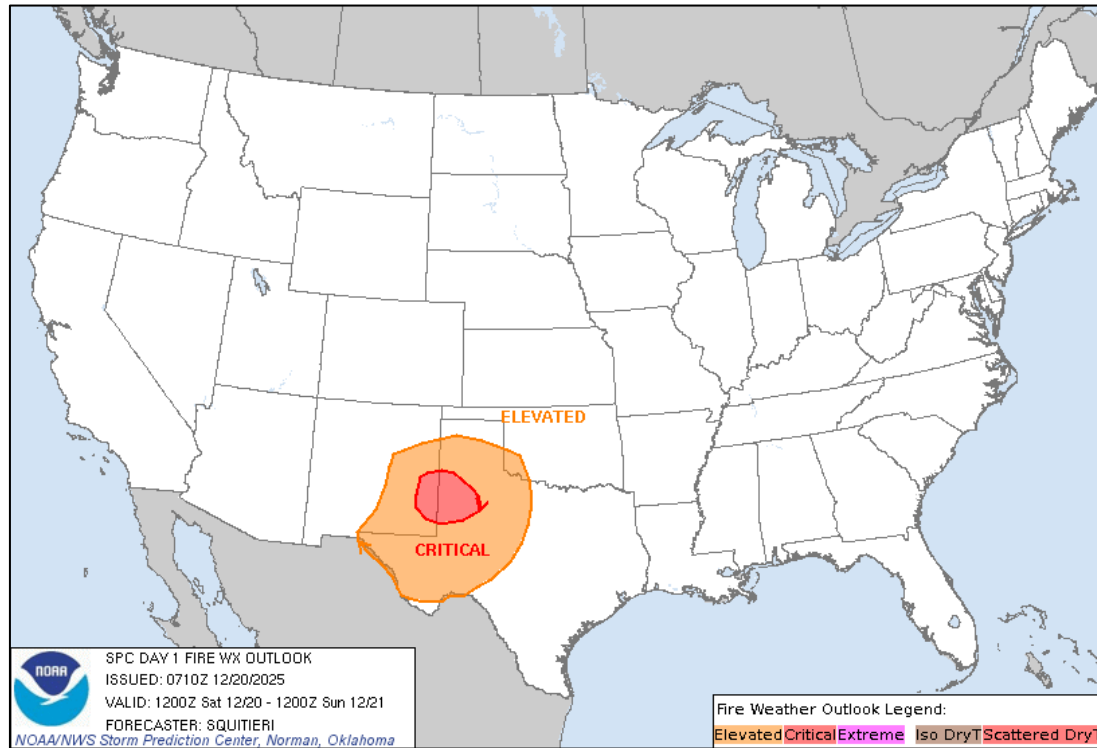 ELEVATED
CRITICAL
NOAA
SPC DAY 1 FIRE WX OUTLOOK
ISSUED: 0710Z 12/20/2025
VALID: 1200Z Sat 12/20 - 1200Z Sun 12/21
FORECASTER: SQUITIERI
NOAA/NWS Storm Prediction Center, Norman, Oklahoma
Fire Weather Outlook Legend:
Elevated Critical Extreme Iso DryT Scattered DryT